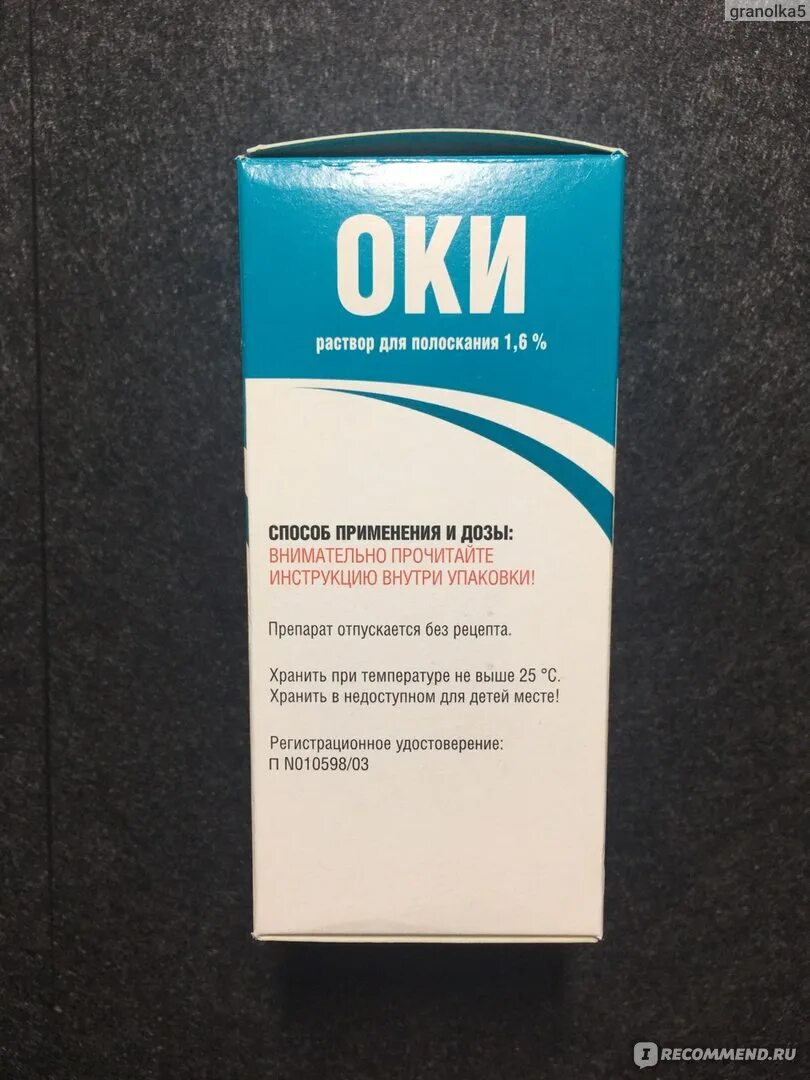 granolka5
ОКИ
раствор для полоскания 1,6 %
СПОСОБ ПРИМЕНЕНИЯ И ДОЗЫ:
ВНИМАТЕЛЬНО ПРОЧИТАЙТЕ
ИНСТРУКЦИЮ ВНУТРИ УПАКОВКИ!
Препарат отпускается без рецепта.
Хранить при температуре не выше 25 °С.
Хранить в недоступном для детей месте!
Регистрационное удостоверение:
П N010598/03
IRECOMMEND.RU